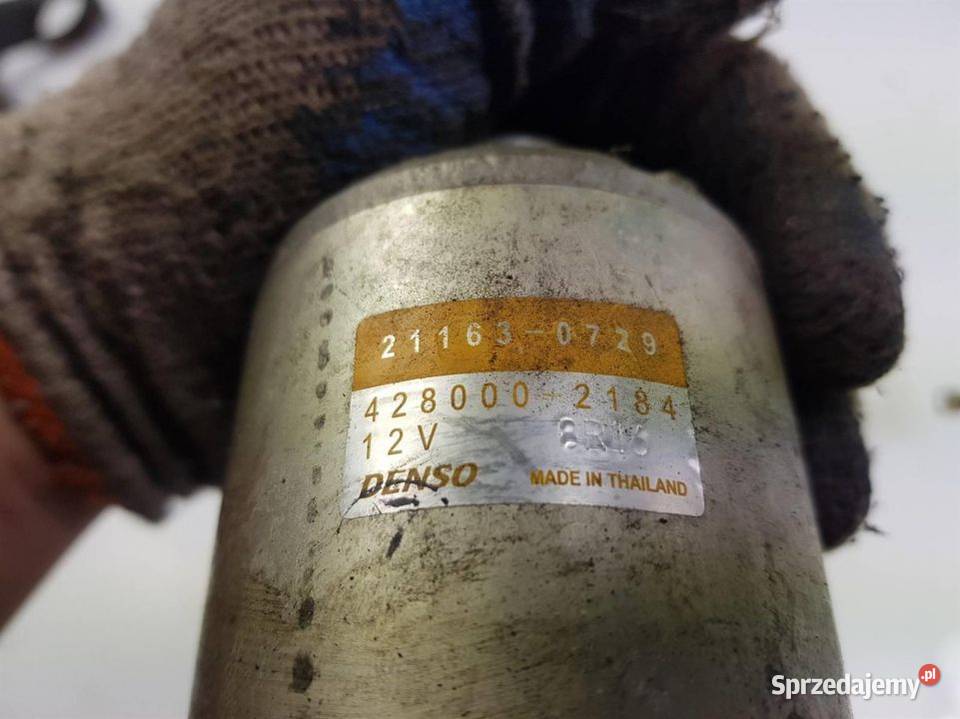 21163-0729
428000-2184
12V
DENSO MADE IN THAILAND
Sprzedajemy.pl